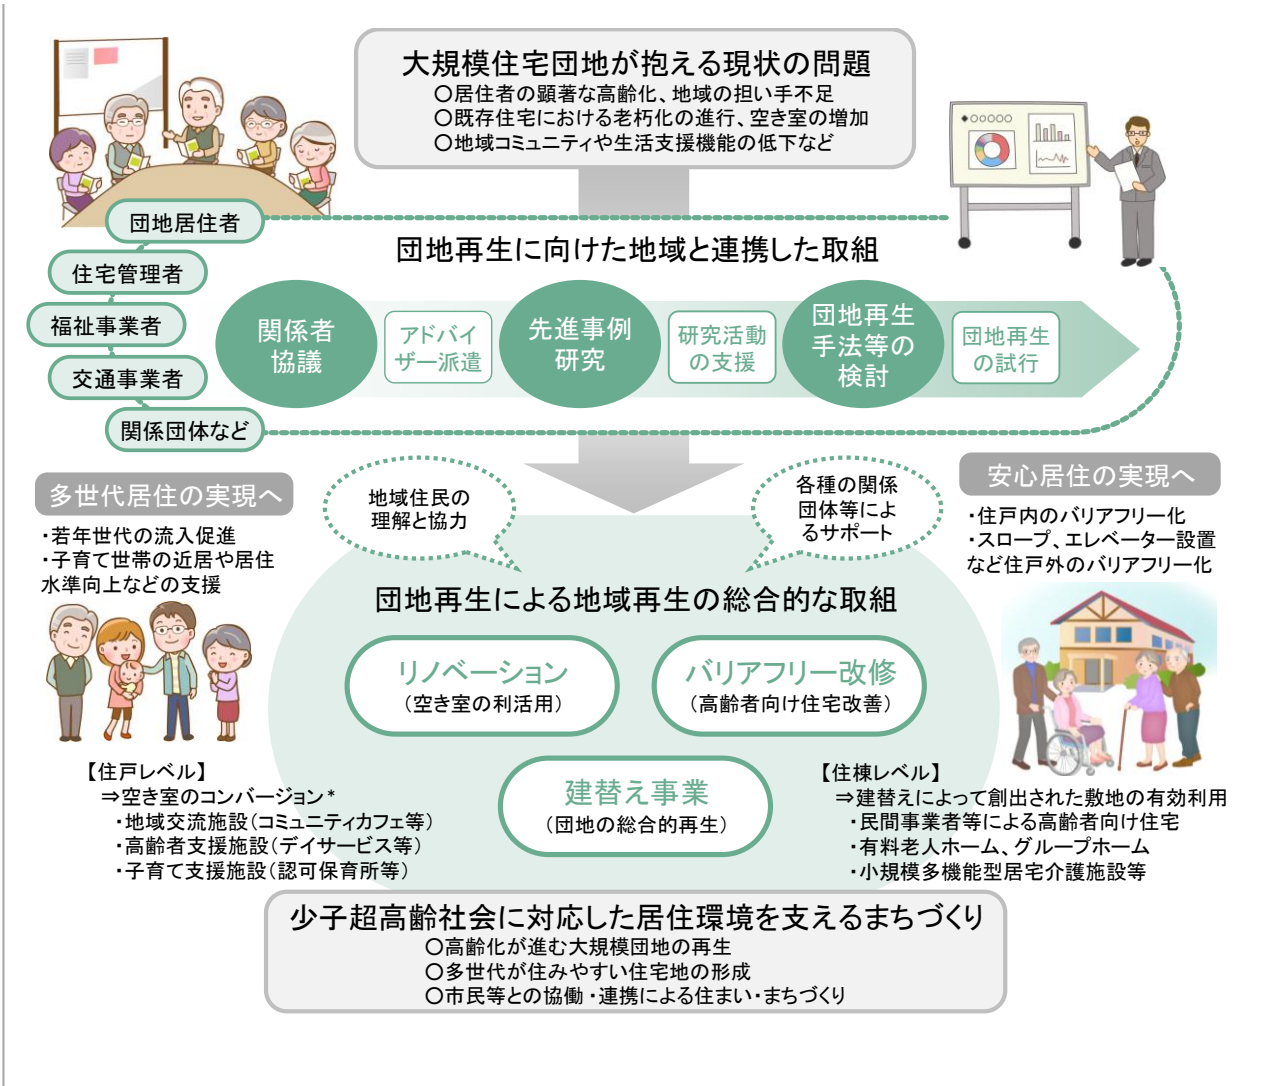 大規模住宅団地が抱える現状の問題
○居住者の顕著な高齢化、地域の担い手不足
○既存住宅における老朽化の進行、空き室の増加
○地域コミュニティや生活支援機能の低下など
◆○○○○○
団地居住者
住宅管理者
福祉事業者
交通事業者
関係団体など
団地再生に向けた地域と連携した取組
関係者
協議
アドバイ
ザー派遣
先進事例
研究
研究活動
の支援
団地再生
手法等の
検討
団地再生
の試行
多世代居住の実現へ
・若年世代の流入促進
・子育て世帯の近居や居住
水準向上などの支援
地域住民の
理解と協力
各種の関係
団体等によ
るサポート
安心居住の実現へ
・住戸内のバリアフリー化
・スロープ、エレベーター設置
など住戸外のバリアフリー化
団地再生による地域再生の総合的な取組
リノベーション
(空き室の利活用)
バリアフリー改修
(高齢者向け住宅改善)
建替え事業
(団地の総合的再生)
【住戸レベル】
⇒空き室のコンバージョン*
・地域交流施設(コミュニティカフェ等)
・高齢者支援施設(デイサービス等)
・子育て支援施設(認可保育所等)
【住棟レベル】
⇒建替えによって創出された敷地の有効利用
・民間事業者等による高齢者向け住宅
・有料老人ホーム、グループホーム
・小規模多機能型居宅介護施設等
少子超高齢社会に対応した居住環境を支えるまちづくり
○高齢化が進む大規模団地の再生
○多世代が住みやすい住宅地の形成
○市民等との協働・連携による住まい・まちづくり